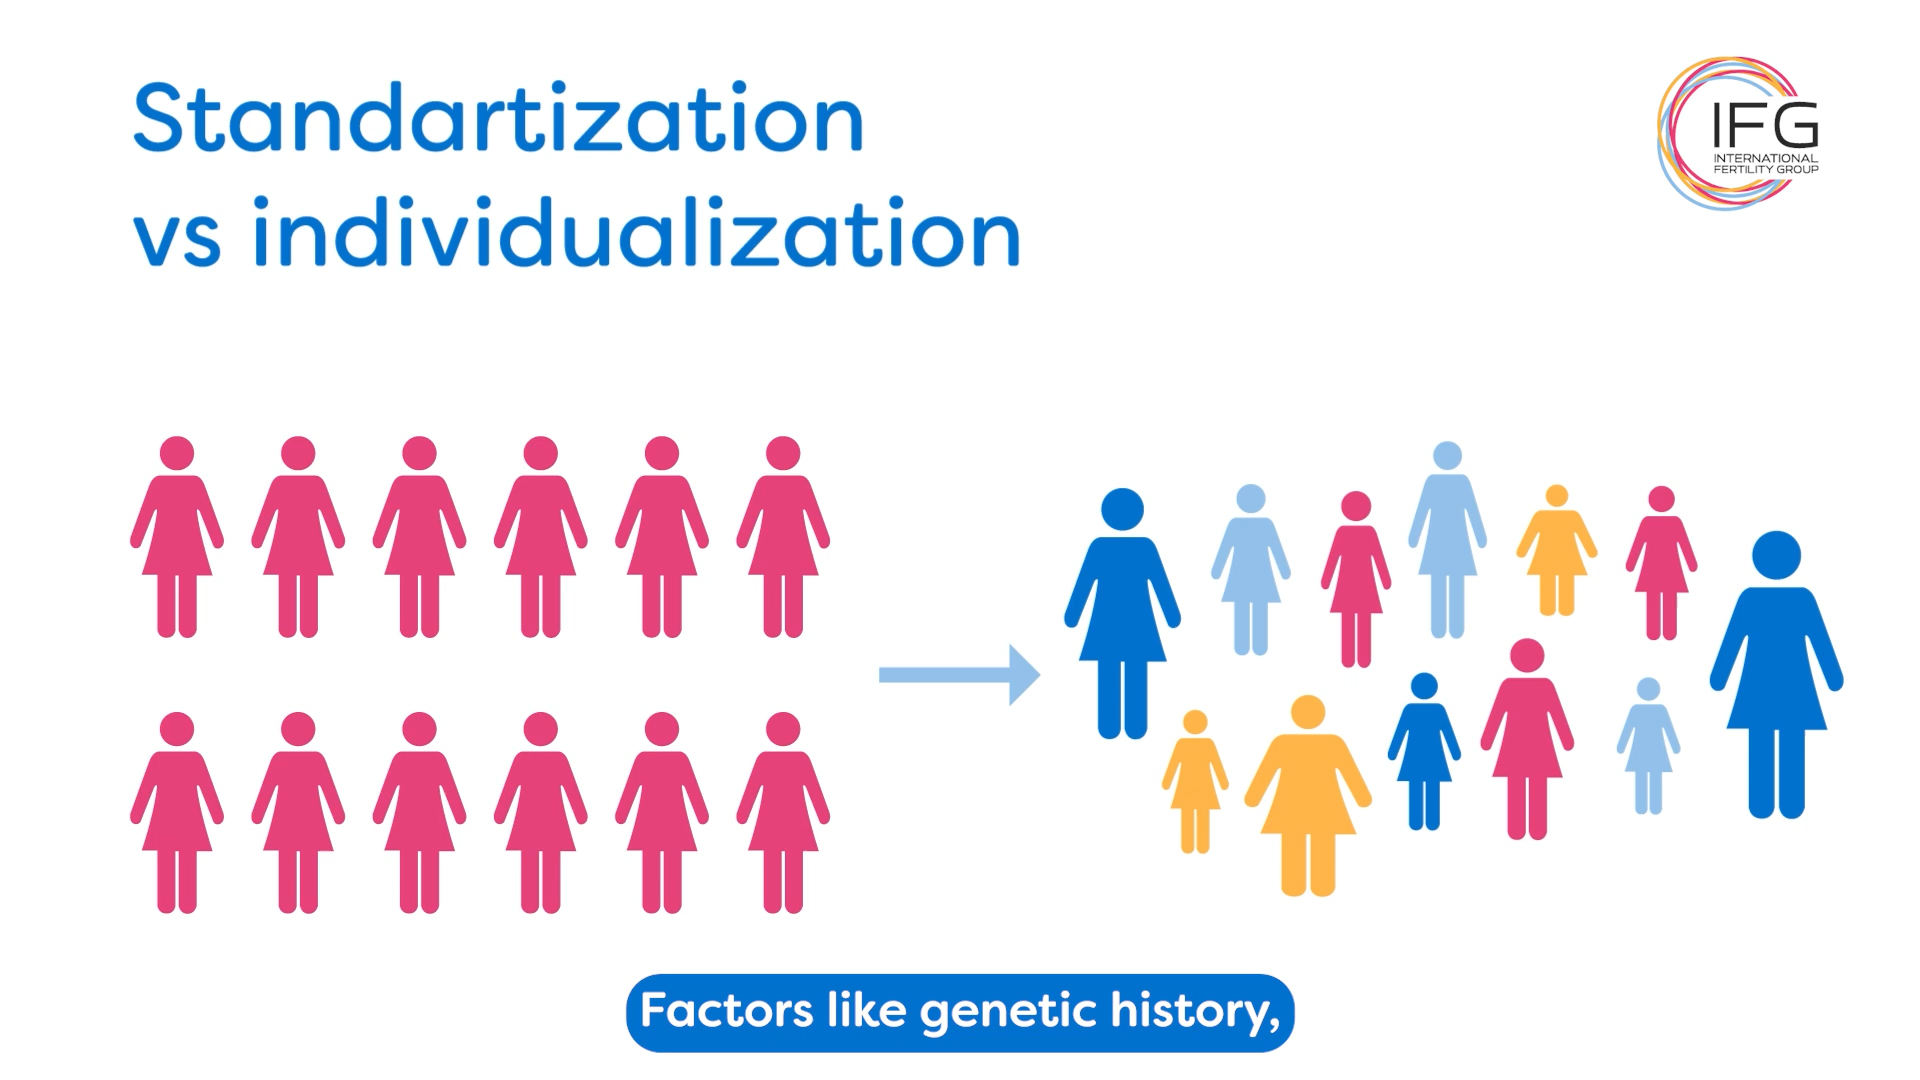 Standartization
vs individualization
IFG
INTERNATIONAL
FERTILITY GROUP
Factors like genetic history,